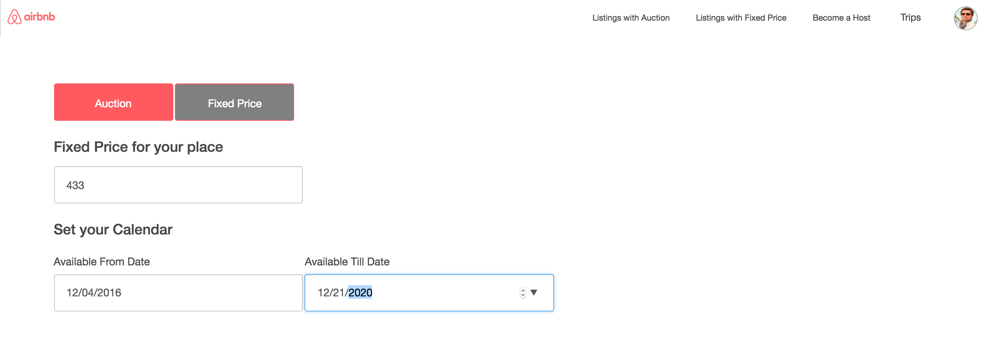 airbnb
Listings with Auction
Listings with Fixed Price
Become a Host
Trips
Auction
Fixed Price
Fixed Price for your place
433
Set your Calendar
Available From Date
Available Till Date
12/04/2016
12/21/2020